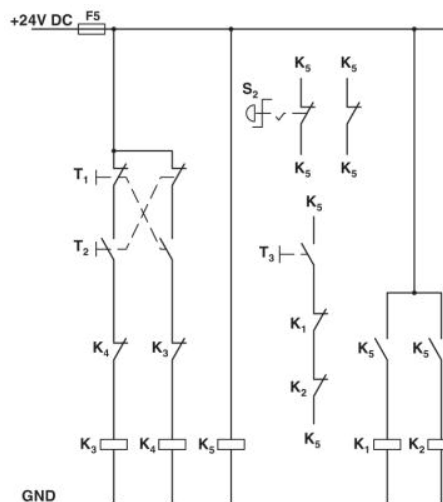 +24V DC F5
K5 K5
S2
K5 K5
T1
K5
T2
T3
K1
K4 K3 K5 K5
K2
K5
K3 K4 K5 K1 K2
GND